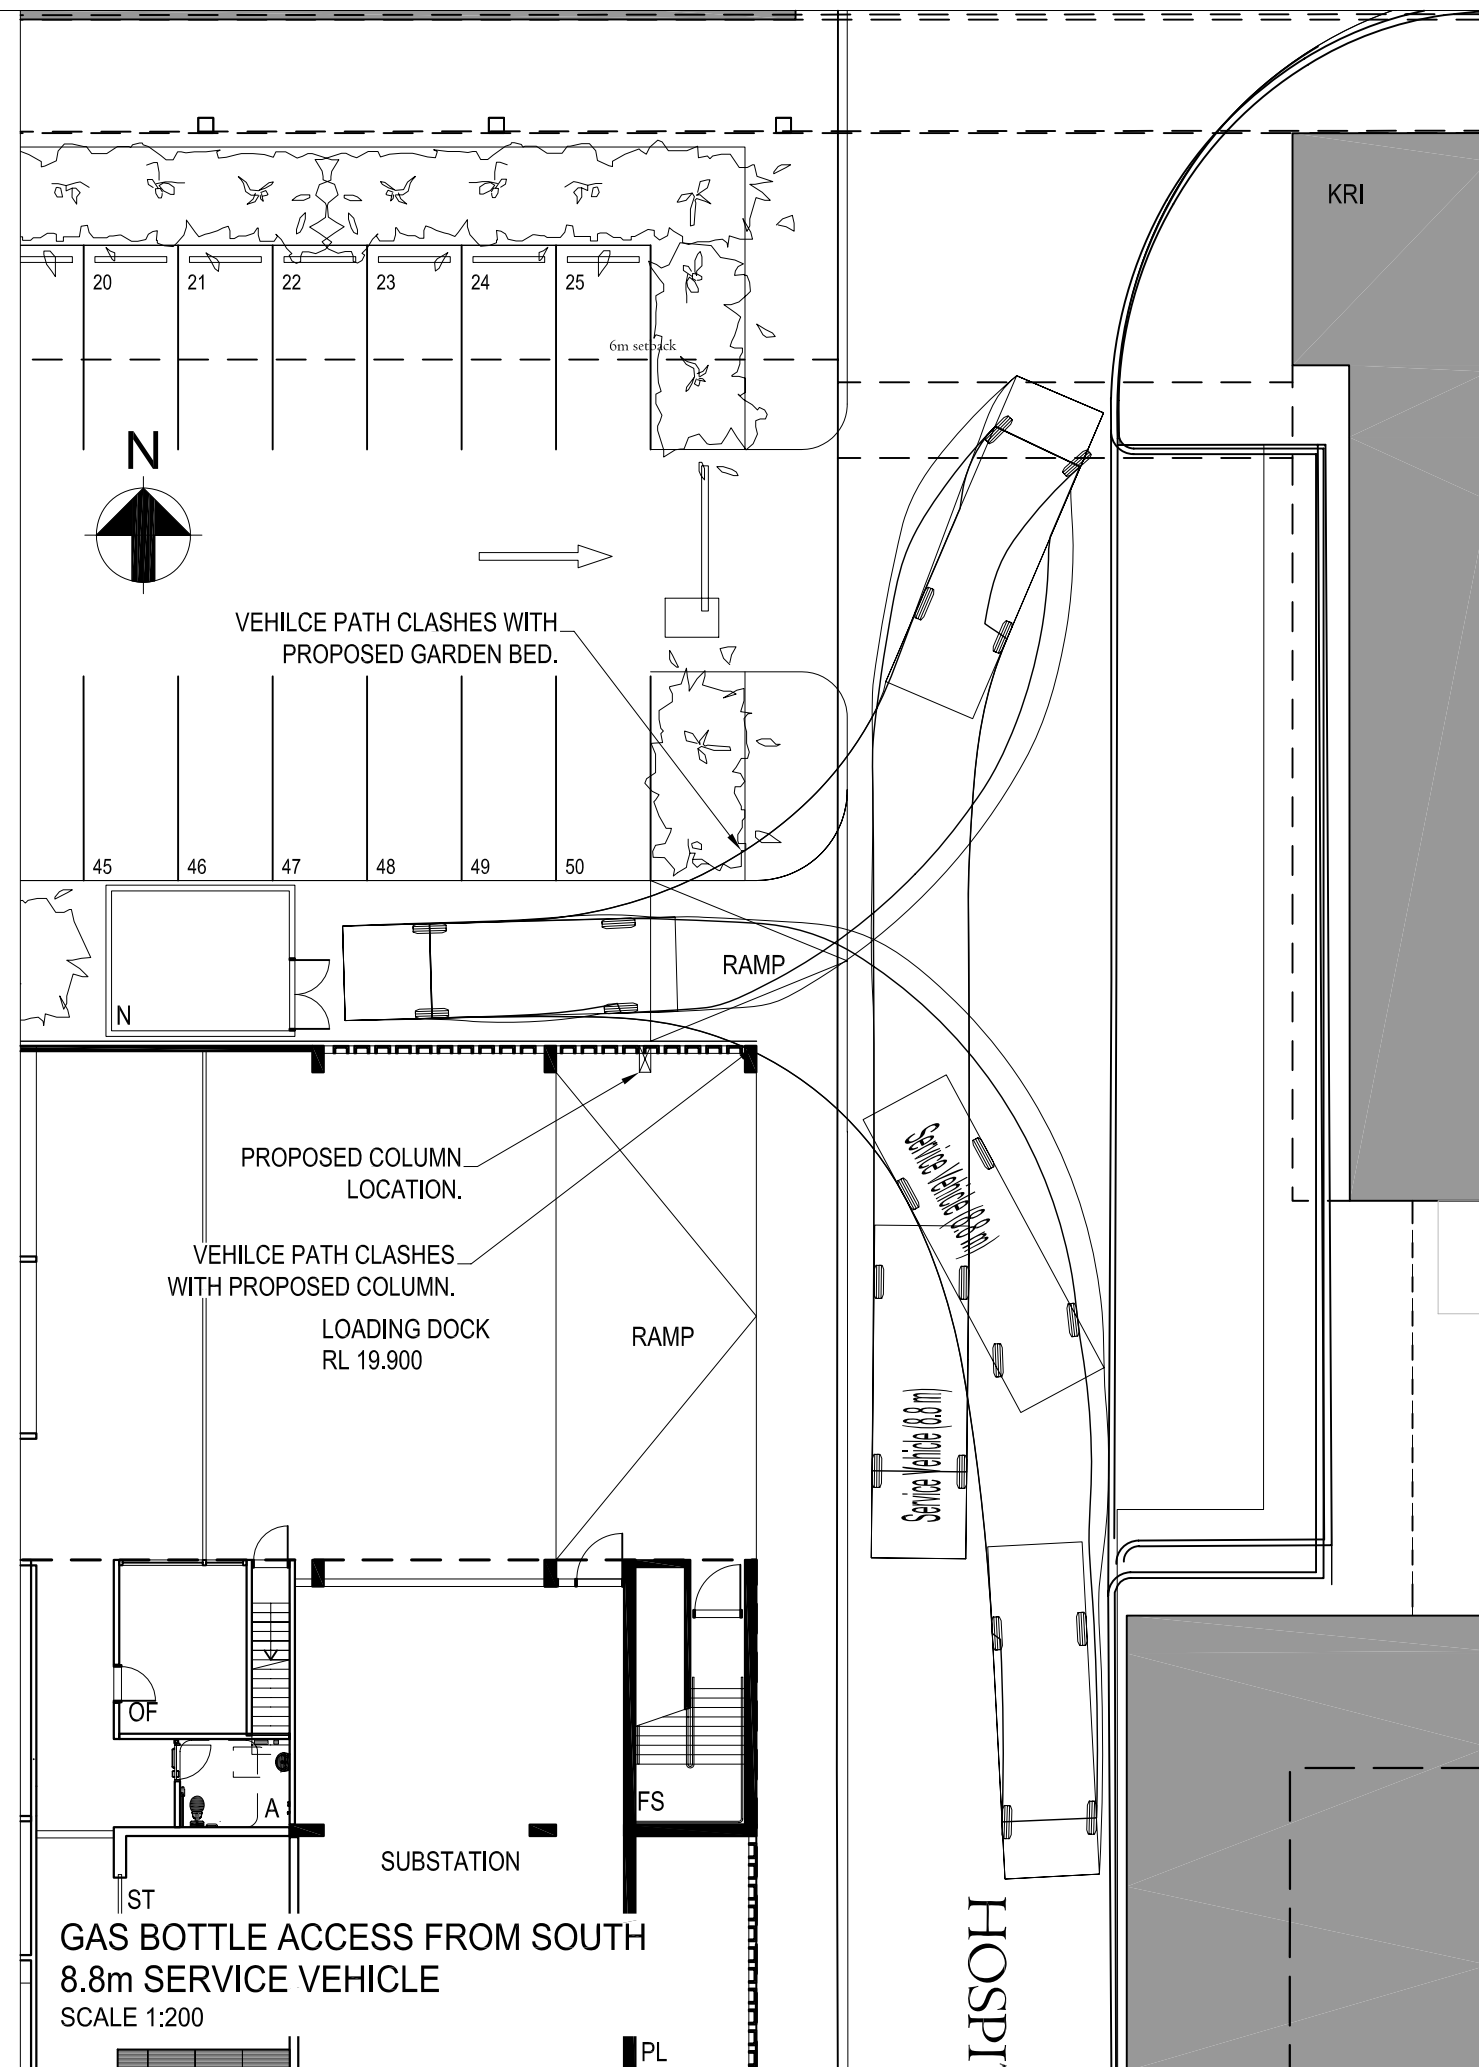 KRI
20
21
22
23
24
25
6m setback
N
VEHILCE PATH CLASHES WITH
PROPOSED GARDEN BED.
45
46
47
48
49
50
RAMP
N
PROPOSED COLUMN
LOCATION.
VEHILCE PATH CLASHES
WITH PROPOSED COLUMN.
LOADING DOCK
RL 19.900
RAMP
Service Vehicle (8.8 m)
Service Vehicle (8.8 m)
OF
A
FS
SUBSTATION
ST
GAS BOTTLE ACCESS FROM SOUTH
8.8m SERVICE VEHICLE
SCALE 1:200
PL